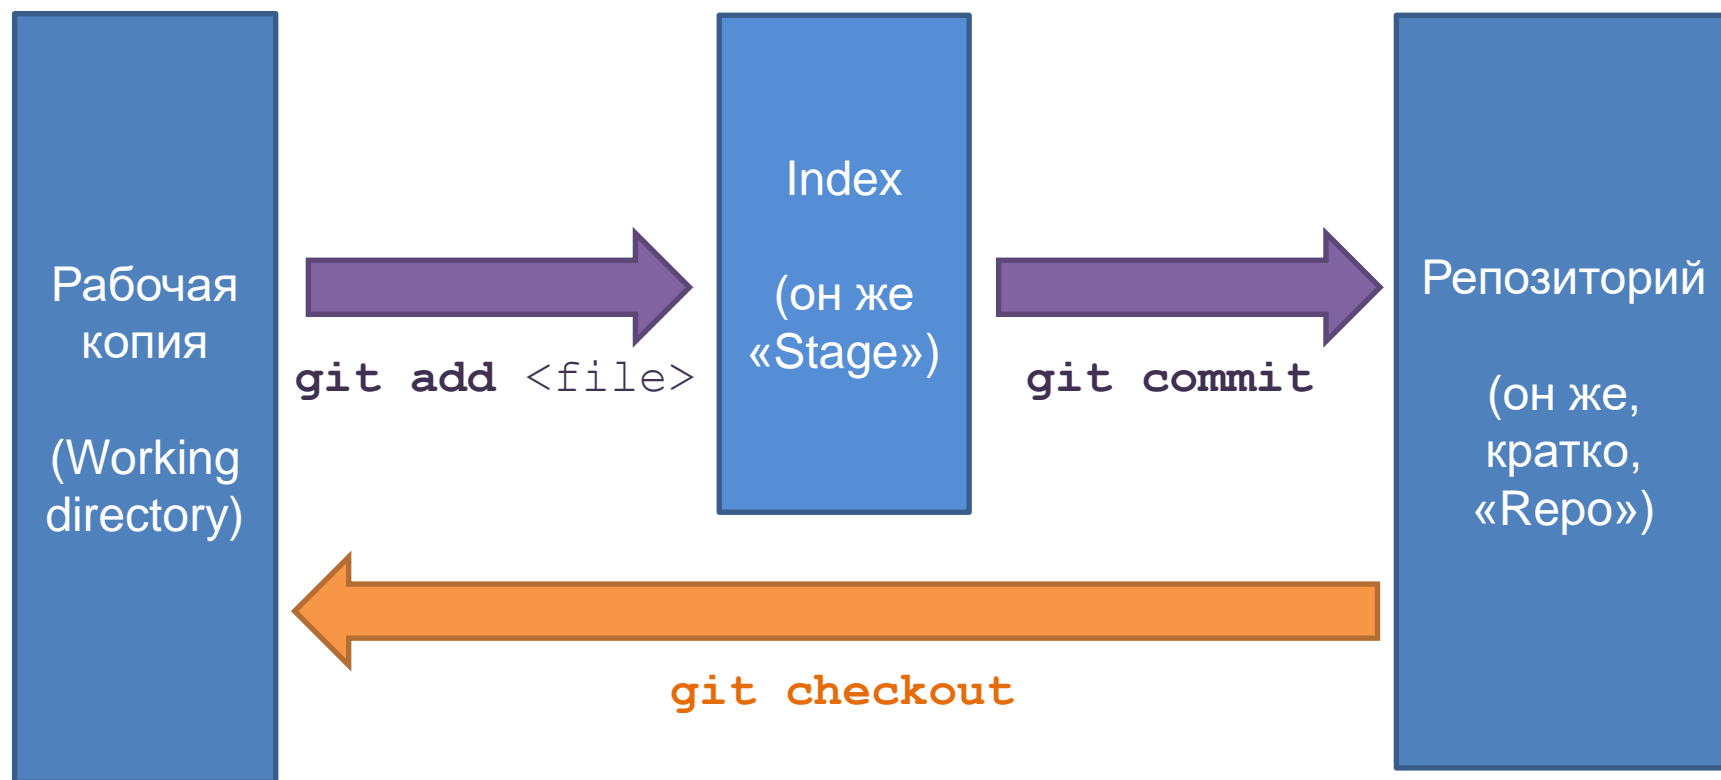 Рабочая
копия
(Working
directory)
git add <file>
Index
(он же
«Stage»)
git commit
Репозиторий
(он же,
кратко,
«Repo»)
git checkout